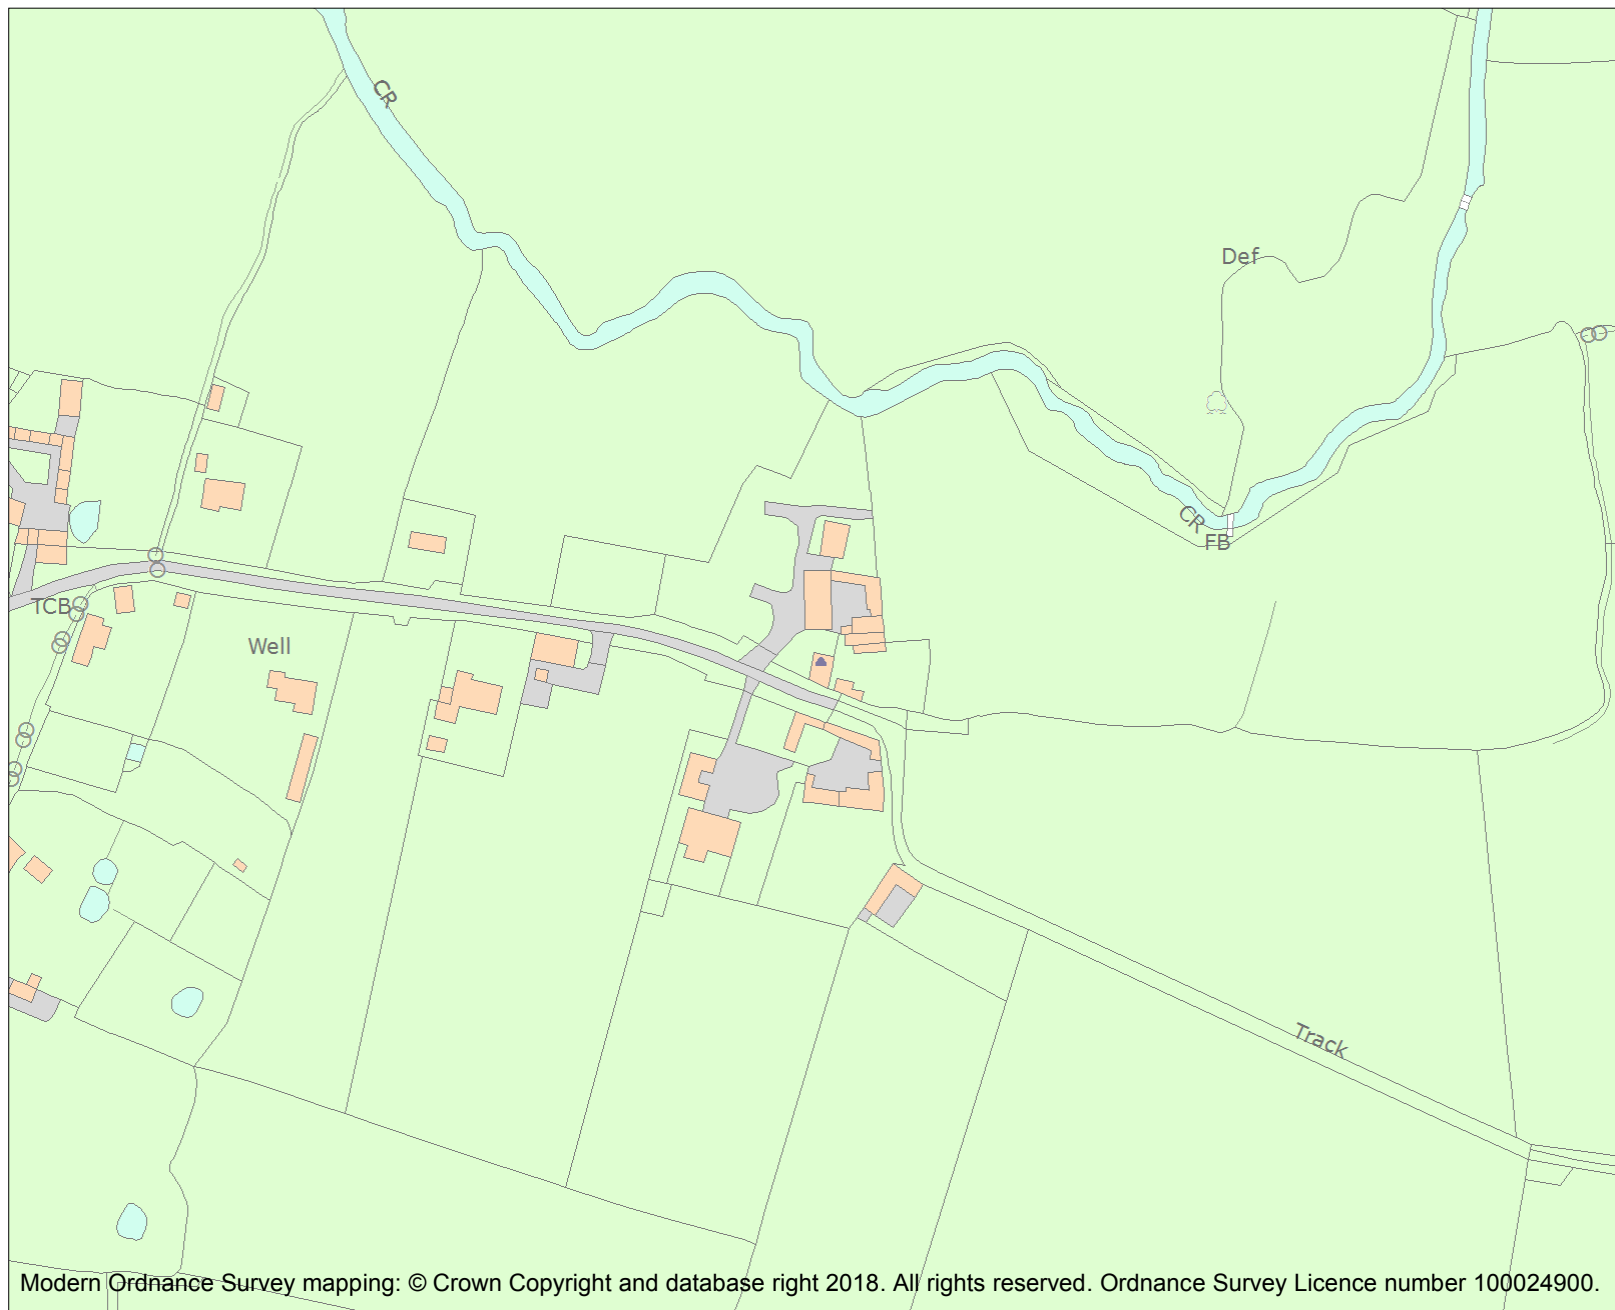 CR
Def
CR
FB
TCB
Well
Track
Modern Ordnance Survey mapping: © Crown Copyright and database right 2018. All rights reserved. Ordnance Survey Licence number 100024900.